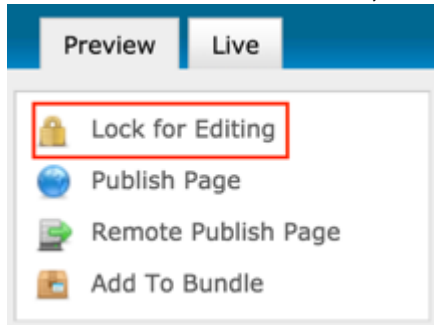 Preview Live
Lock for Editing
Publish Page
Remote Publish Page
Add To Bundle